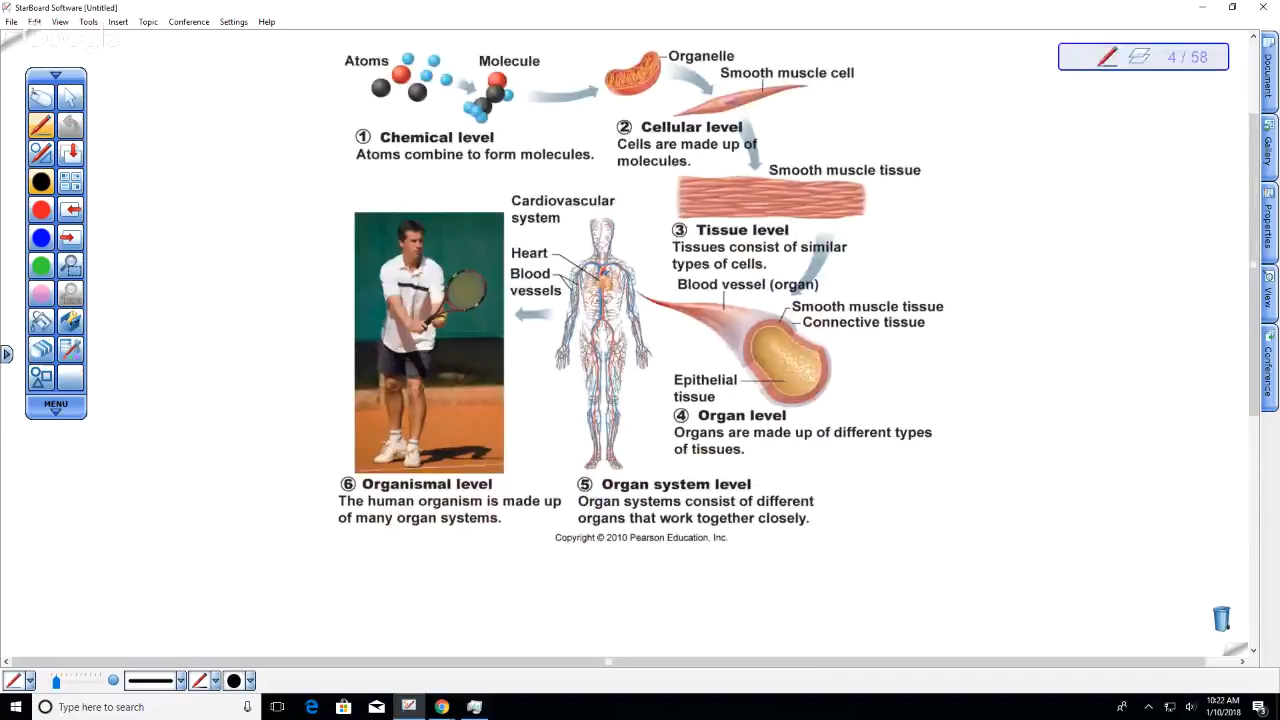 StarBoard Software [Untitled]
File Edit View Tools Insert Topic Conference Settings Help
4 / 58
Document
Gallery
Properties
View
Conference
MENU
Atoms
Molecule
Organelle
Smooth muscle cell
① Chemical level
Atoms combine to form molecules.
② Cellular level
Cells are made up of
molecules.
Smooth muscle tissue
③ Tissue level
Tissues consist of similar
types of cells.
Cardiovascular
system
Heart
Blood
vessels
Blood vessel (organ)
Smooth muscle tissue
Connective tissue
Epithelial
tissue
④ Organ level
Organs are made up of different types
of tissues.
⑥ Organismal level
The human organism is made up
of many organ systems.
⑤ Organ system level
Organ systems consist of different
organs that work together closely.
Copyright © 2010 Pearson Education, Inc.
Type here to search
10:22 AM
1/10/2018